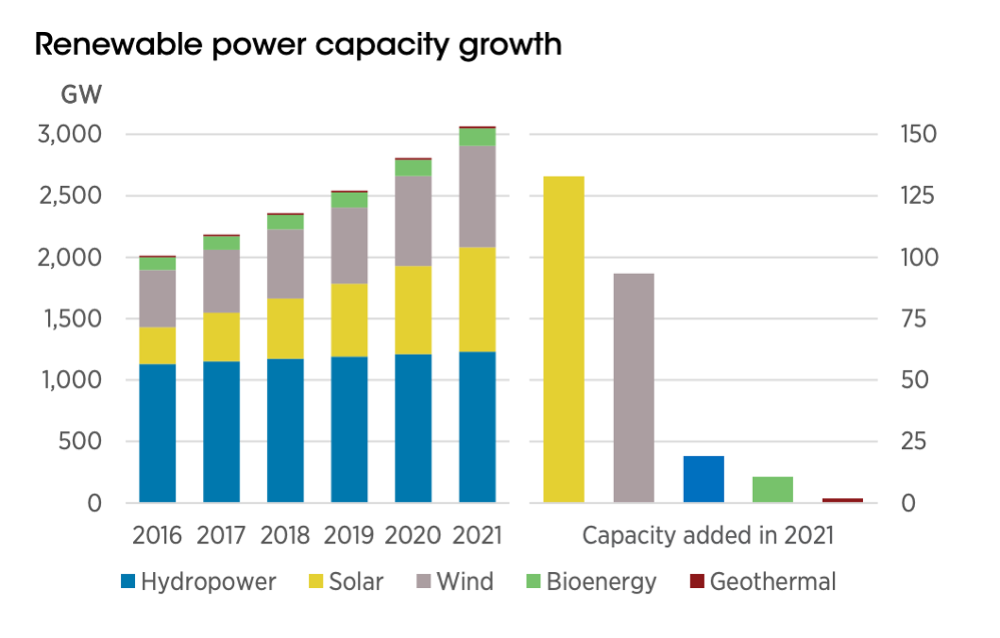 Renewable power capacity growth
GW
3,000
2,500
2,000
1,500
1,000
500
0
2016 2017 2018 2019 2020 2021
150
125
100
75
50
25
0
Capacity added in 2021
Hydropower Solar Wind Bioenergy Geothermal